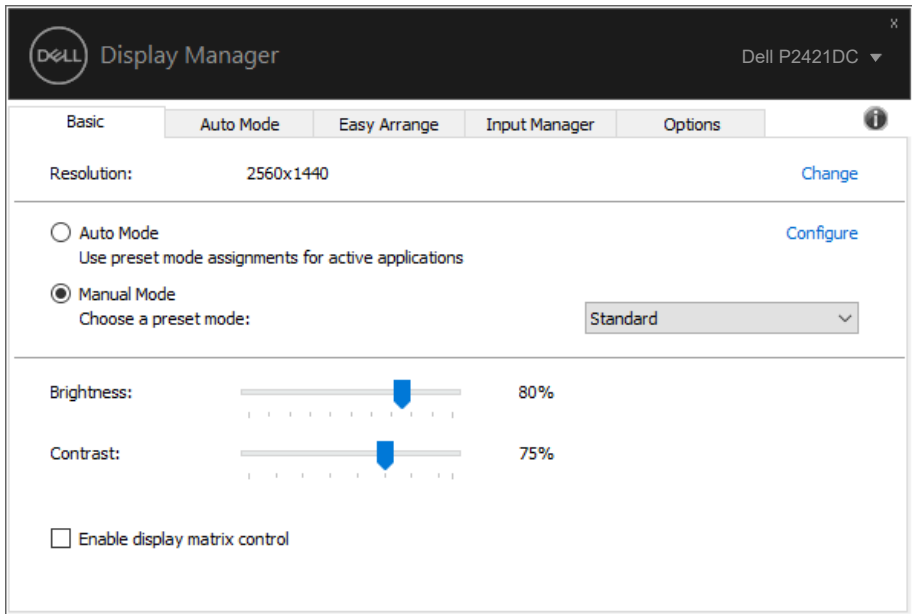 x
DELL Display Manager
Dell P2421DC
Basic
Auto Mode
Easy Arrange
Input Manager
Options
i
Resolution: 2560x1440 Change
Auto Mode Configure
Use preset mode assignments for active applications
Manual Mode
Choose a preset mode: Standard
Brightness: 80%
Contrast: 75%
Enable display matrix control